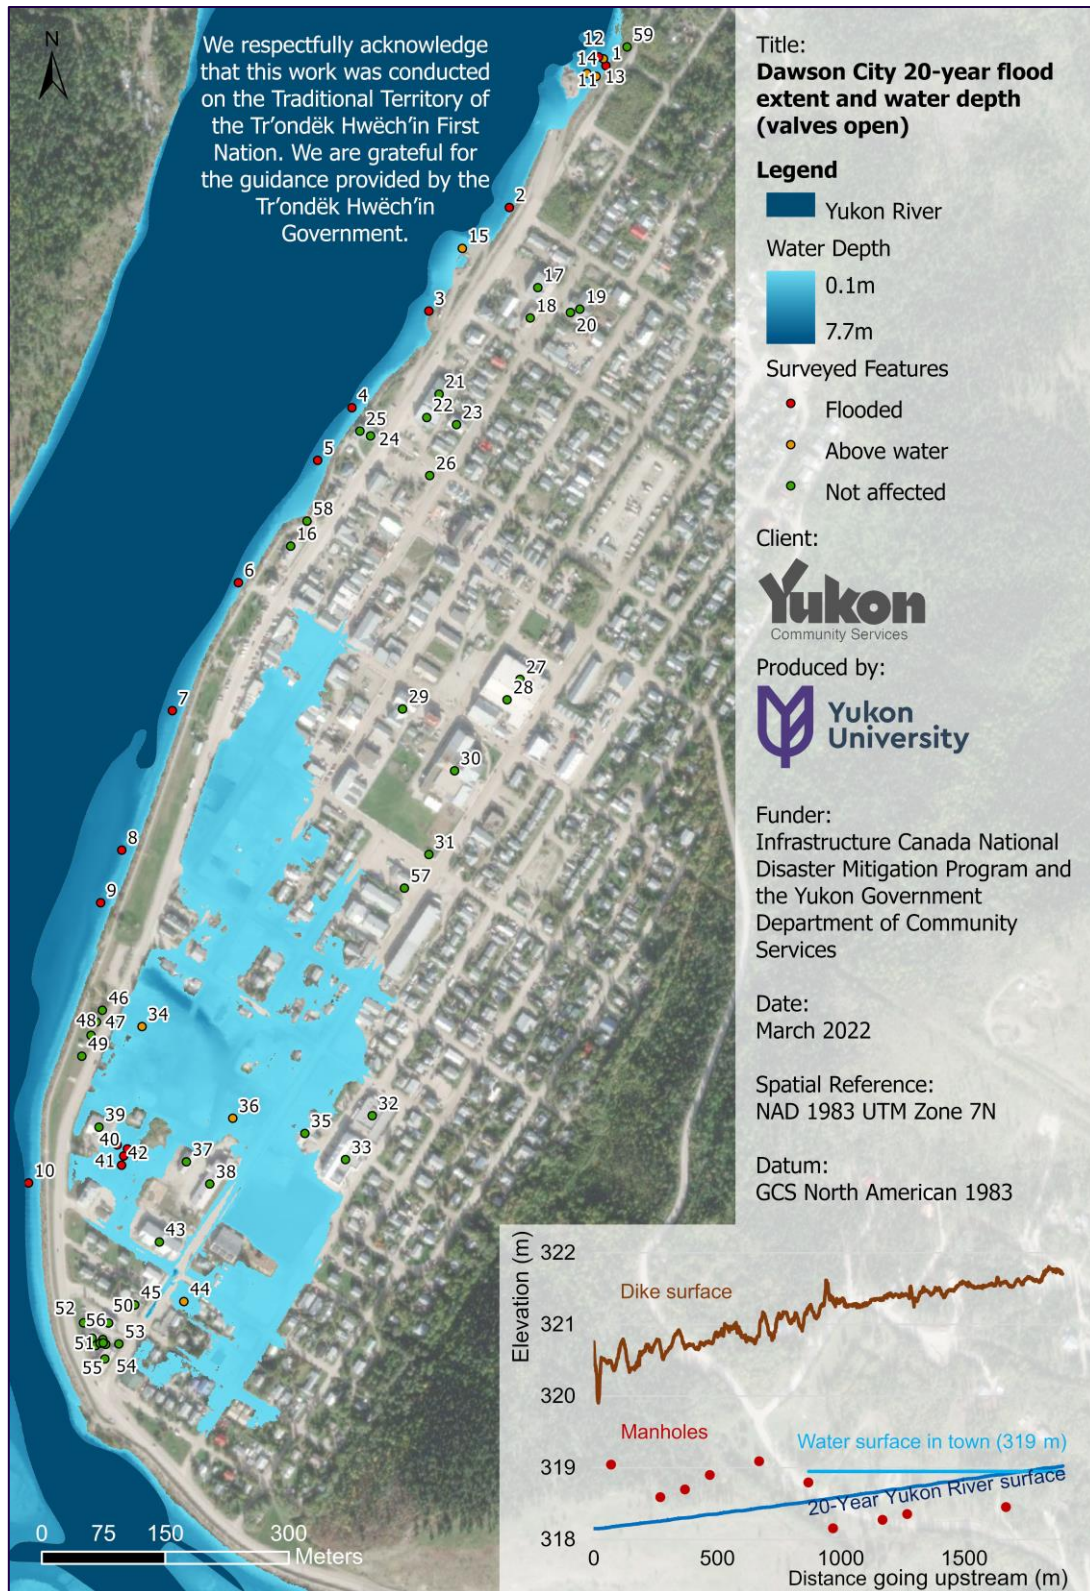 N
We respectfully acknowledge
that this work was conducted
on the Traditional Territory of
the Tr'ondëk Hwëch'in First
Nation. We are grateful for
the guidance provided by the
Tr'ondëk Hwëch'in
Government.
12
59
14
1
11
13
2
15
17
3
19
18
20
21
4
22
23
25
24
5
26
58
16
6
27
28
7
29
30
8
31
57
9
46
48
47
34
49
39
36
32
35
40
42
37
33
41
10
38
43
45
44
52
50
56
53
51
54
55
0
75
150
300
Meters
Title:
Dawson City 20-year flood
extent and water depth
(valves open)
Legend
Yukon River
Water Depth
0.1m
7.7m
Surveyed Features
Flooded
Above water
Not affected
Client:
Yukon
Community Services
Produced by:
Yukon
University
Funder:
Infrastructure Canada National
Disaster Mitigation Program and
the Yukon Government
Department of Community
Services
Date:
March 2022
Spatial Reference:
NAD 1983 UTM Zone 7N
Datum:
GCS North American 1983
Elevation (m)
322
321
320
319
318
Dike surface
Manholes
Water surface in town (319 m)
20-Year Yukon River surface
0
500
1000
1500
Distance going upstream (m)